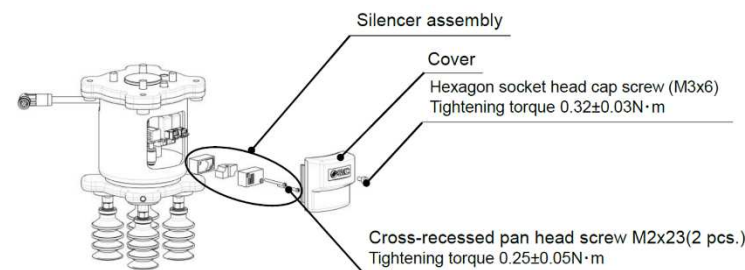 Silencer assembly
Cover
Hexagon socket head cap screw (M3x6)
Tightening torque 0.32±0.03N･m
Cross-recessed pan head screw M2x23(2 pcs.)
Tightening torque 0.25±0.05N･m